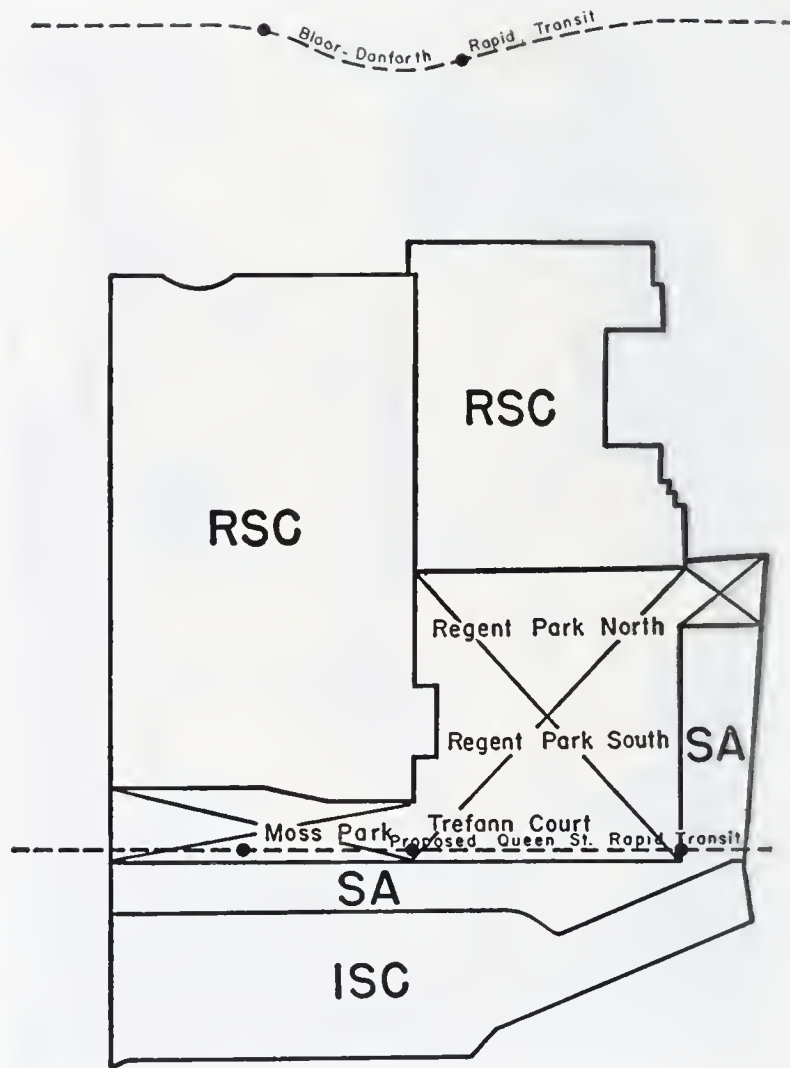 Bloor-Danforth Rapid Transit
RSC
RSC
Regent Park North
Regent Park South
SA
Moss Park
Trefann Court
Proposed Queen St. Rapid Transit
SA
ISC